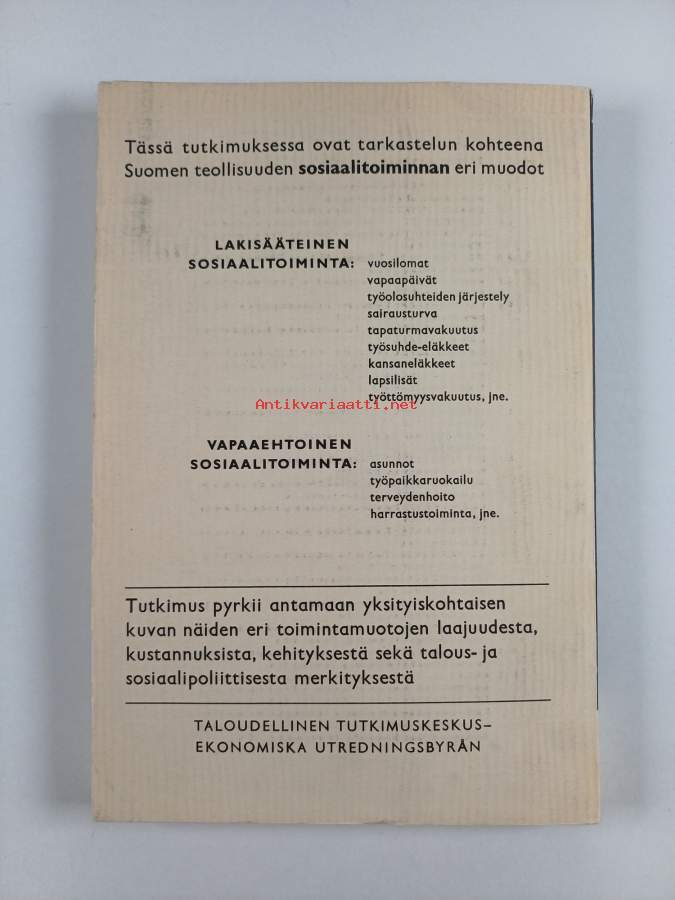 Tässä tutkimuksessa ovat tarkastelun kohteena
Suomen teollisuuden sosiaalitoiminnan eri muodot
LAKISÄÄTEINEN
SOSIAALITOIMINTA: vuosilomat
vapaapäivät
työolosuhteiden järjestely
sairausturva
tapaturmavakuutus
työsuhde-eläkkeet
kansaneläkkeet
lapsilisät
työttömyysvakuutus, jne.
Antikvariaatti.net
VAPAAEHTOINEN
SOSIAALITOIMINTA: asunnot
työpaikkaruokailu
terveydenhoito
harrastustoiminta, jne.
Tutkimus pyrkii antamaan yksityiskohtaisen
kuvan näiden eri toimintamuotojen laajuudesta,
kustannuksista, kehityksestä sekä talous- ja
sosiaalipoliittisesta merkityksestä
TALOUDELLINEN TUTKIMUSKESKUS–
EKONOMISKA UTREDNINGSBYRÅN